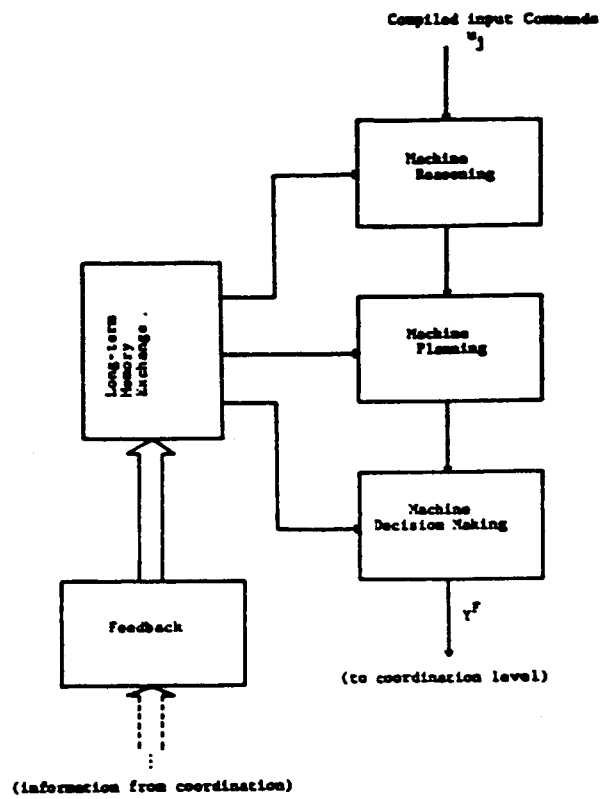 Compiled input Commands
u_j
Machine
Reasoning
Long-term
Memory
Exchange.
Machine
Planning
Machine
Decision Making
Feedback
Y^F
(to coordination level)
(information from coordination)